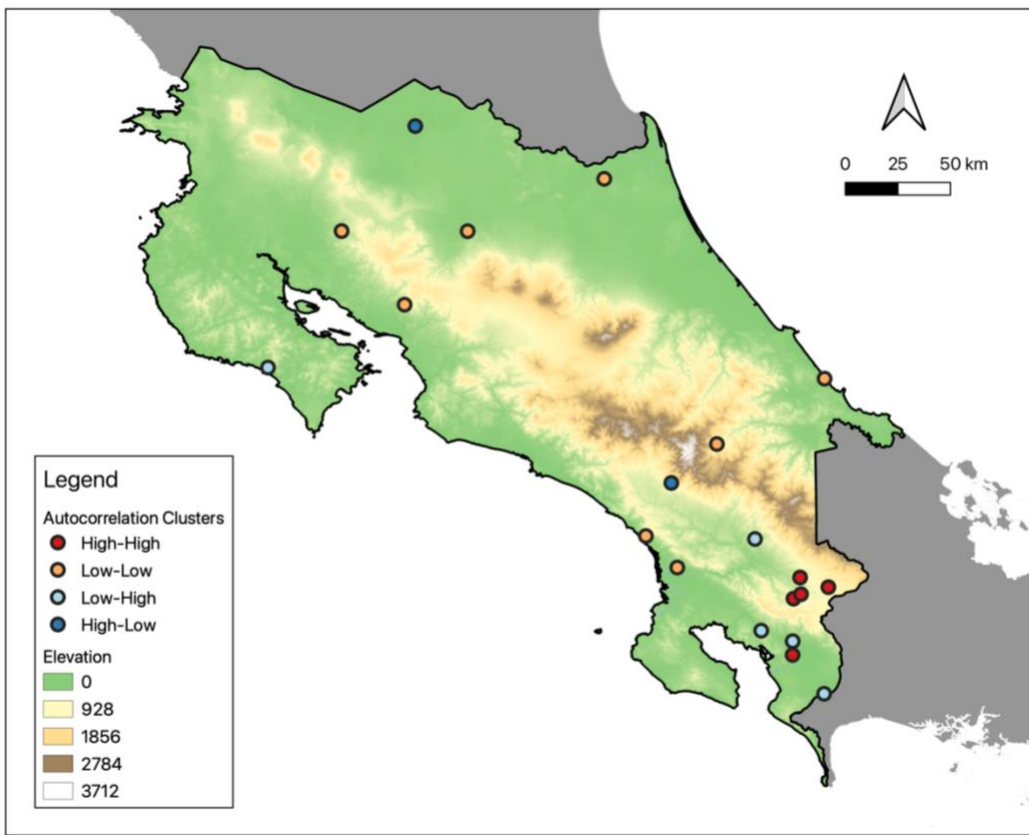 0 25 50 km
Legend
Autocorrelation Clusters
High-High
Low-Low
Low-High
High-Low
Elevation
0
928
1856
2784
3712